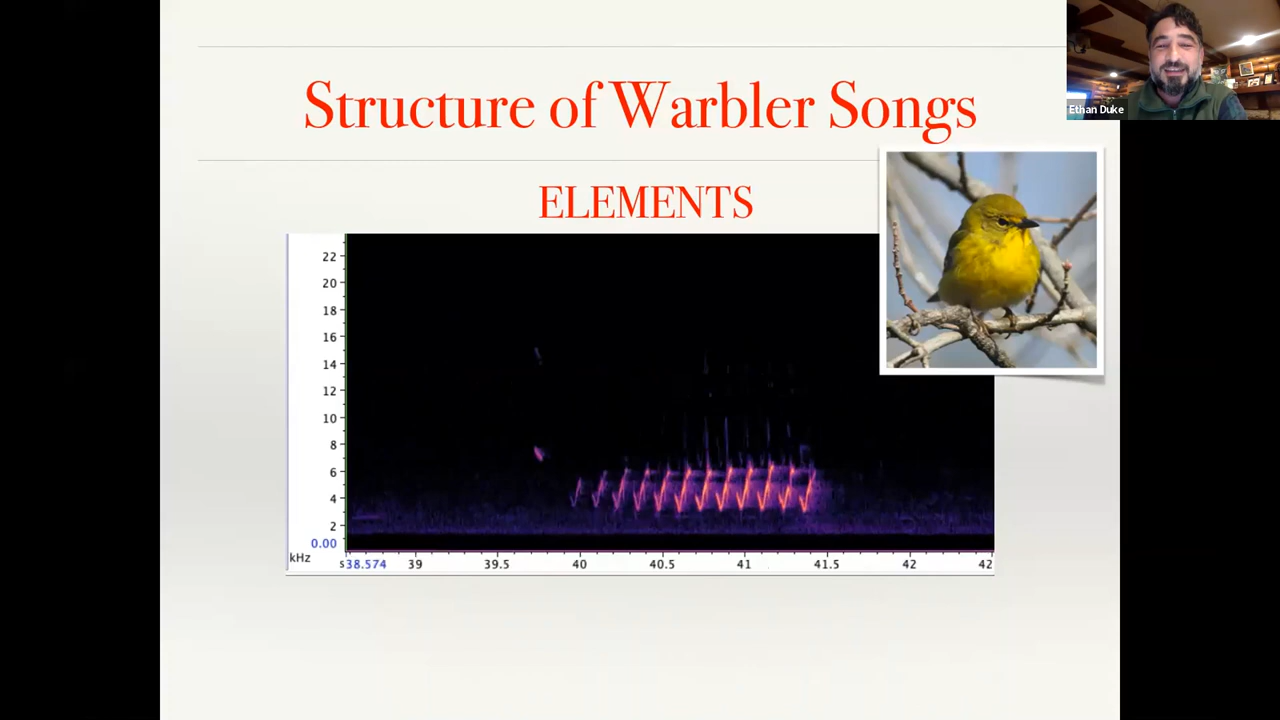 Structure of Warbler Songs
Ethan Duke
ELEMENTS
22
20
18
16
14
12
10
8
6
4
2
0.00
kHz
s38.574 39 39.5 40 40.5 41 41.5 42 42